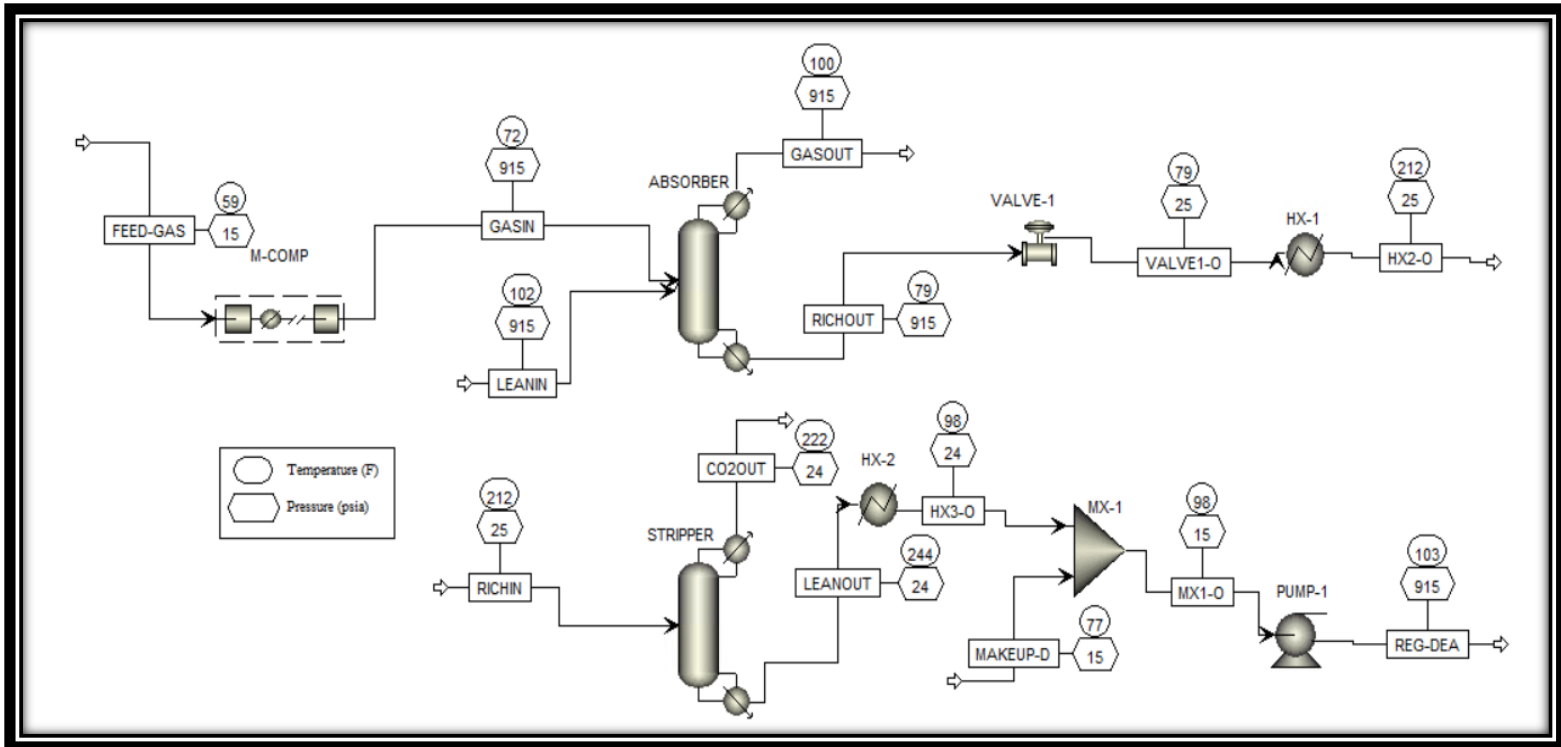 100
915
GASOUT
72
915
GASIN
ABSORBER
59
15
FEED-GAS
M-COMP
102
915
LEANIN
79
915
RICHOUT
VALVE-1
79
25
VALVE1-O
HX-1
212
25
HX2-O
Temperature (F)
Pressure (psia)
212
25
RICHIN
STRIPPER
222
24
CO2OUT
HX-2
98
24
HX3-O
244
24
LEANOUT
MX-1
77
15
MAKEUP-D
98
15
MX1-O
PUMP-1
103
915
REG-DEA